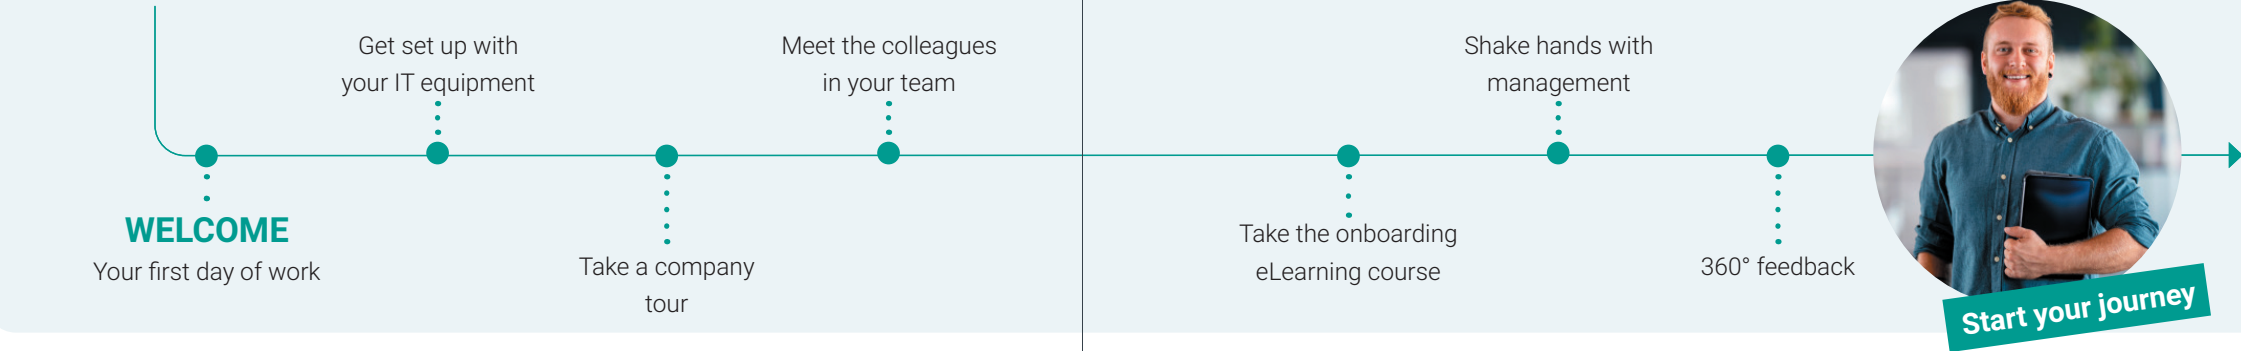 WELCOME
Your first day of work
Get set up with
your IT equipment
Take a company
tour
Meet the colleagues
in your team
Take the onboarding
eLearning course
Shake hands with
management
360° feedback
Start your journey